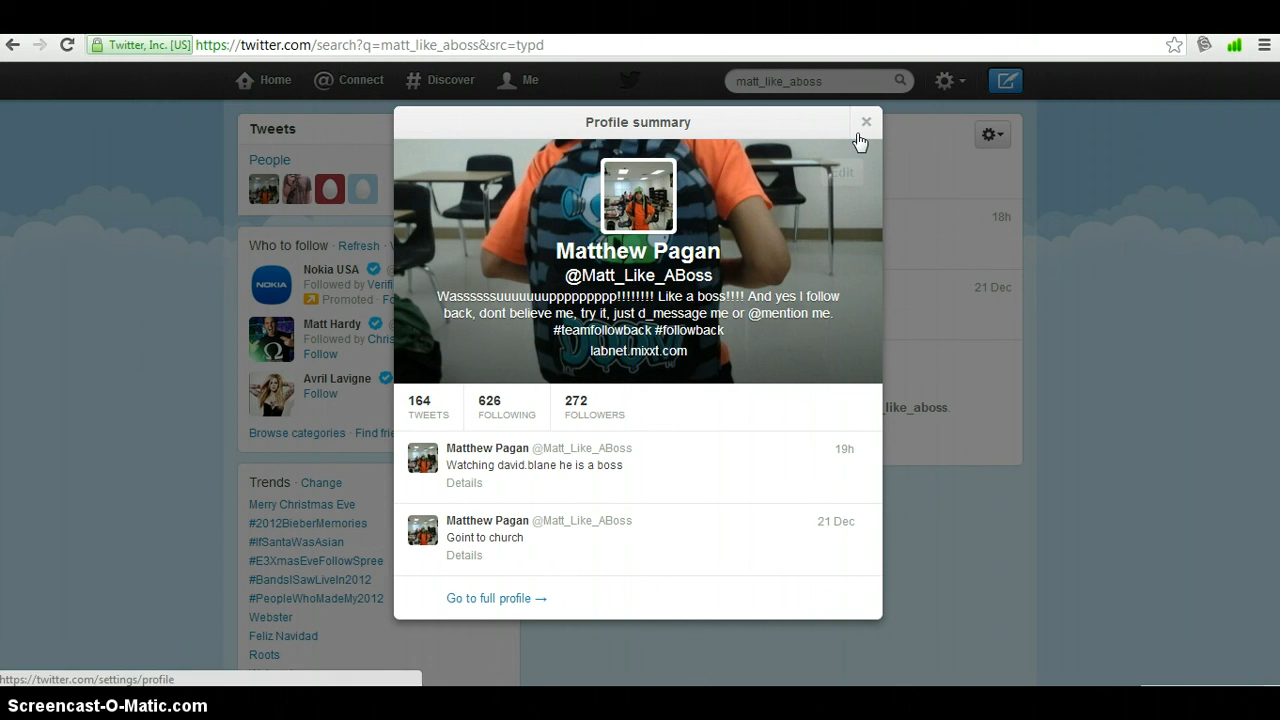 Twitter, Inc. [US] https://twitter.com/search?q=matt_like_aboss&src=typd
Home @ Connect # Discover Me matt_like_aboss
Profile summary
Edit
Matthew Pagan
@Matt_Like_ABoss
Wasssssuuuuuuupppppppp!!!!!!!! Like a boss!!!! And yes I follow
back, dont believe me, try it, just d_message me or @mention me.
#teamfollowback #followback
labnet.mixxt.com
164
TWEETS
626
FOLLOWING
272
FOLLOWERS
Matthew Pagan @Matt_Like_ABoss 19h
Watching david.blane he is a boss
Details
Matthew Pagan @Matt_Like_ABoss 21 Dec
Goint to church
Details
Go to full profile →
Tweets
People
Who to follow · Refresh ·
Nokia USA
Followed by
Promoted ·
Matt Hardy
Followed by
Follow
Avril Lavigne
Follow
Browse categories ·
Trends · Change
Merry Christmas Eve
#2012BieberMemories
#IfSantaWasAsian
#E3XmasEveFollowSpree
#BandsISawLiveIn2012
#PeopleWhoMadeMy2012
Webster
Feliz Navidad
Roots
18h
21 Dec
like_aboss.
https://twitter.com/settings/profile
Screencast-O-Matic.com